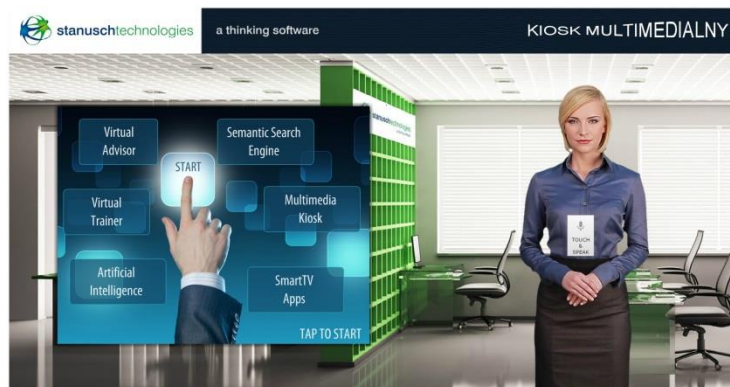 stanuschtechnologies
a thinking software
KIOSK MULTIMEDIALNY
stanuschtechnologies
Virtual
Advisor
START
Semantic Search
Engine
Virtual
Trainer
Multimedia
Kiosk
Artificial
Intelligence
SmartTV
Apps
TAP TO START
TOUCH
&
SPEAK